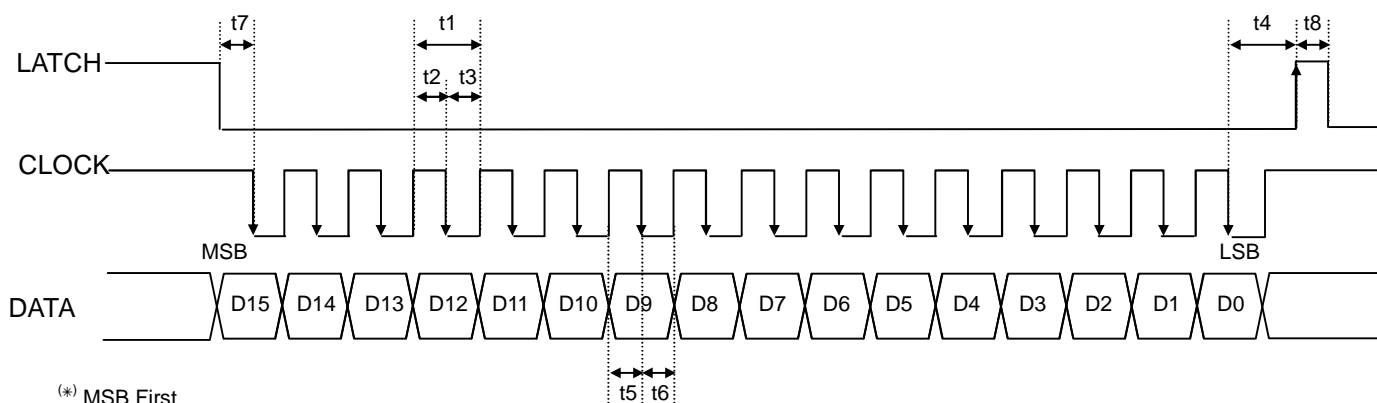 t7 t1 t4 t8
LATCH
t2 t3
CLOCK
MSB LSB
DATA D15 D14 D13 D12 D11 D10 D9 D8 D7 D6 D5 D4 D3 D2 D1 D0
t5 t6
(*) MSB First